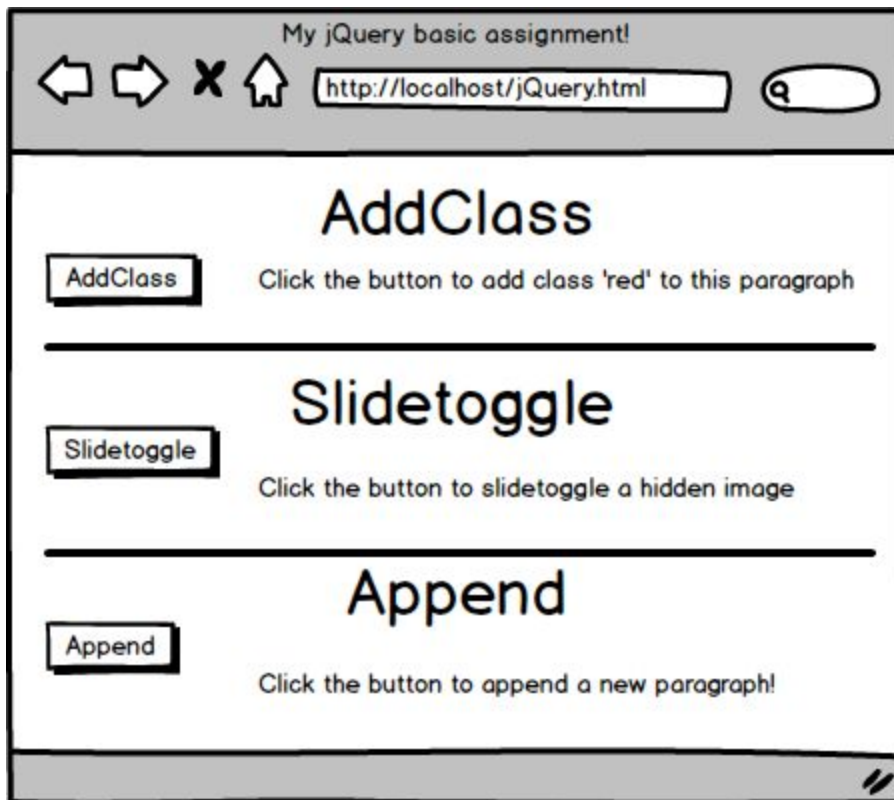 My jQuery basic assignment!
http://localhost/jQuery.html
AddClass
AddClass
Click the button to add class 'red' to this paragraph
Slidetoggle
Slidetoggle
Click the button to slidetoggle a hidden image
Append
Append
Click the button to append a new paragraph!